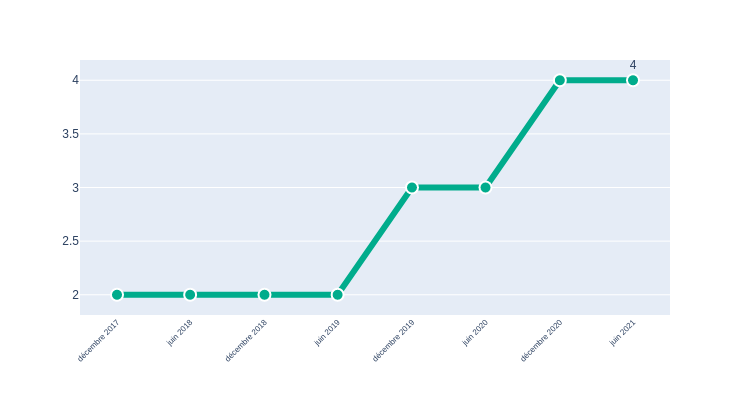 4
4
3.5
3
2.5
2
décembre 2017
juin 2018
décembre 2018
juin 2019
décembre 2019
juin 2020
décembre 2020
juin 2021